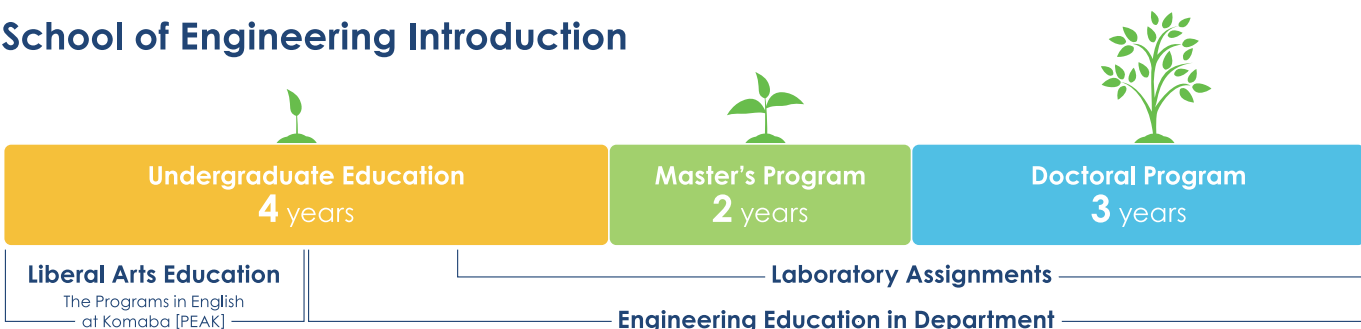 School of Engineering Introduction
Undergraduate Education
4 years
Master's Program
2 years
Doctoral Program
3 years
Liberal Arts Education
The Programs in English
at Komaba [PEAK]
Laboratory Assignments
Engineering Education in Department